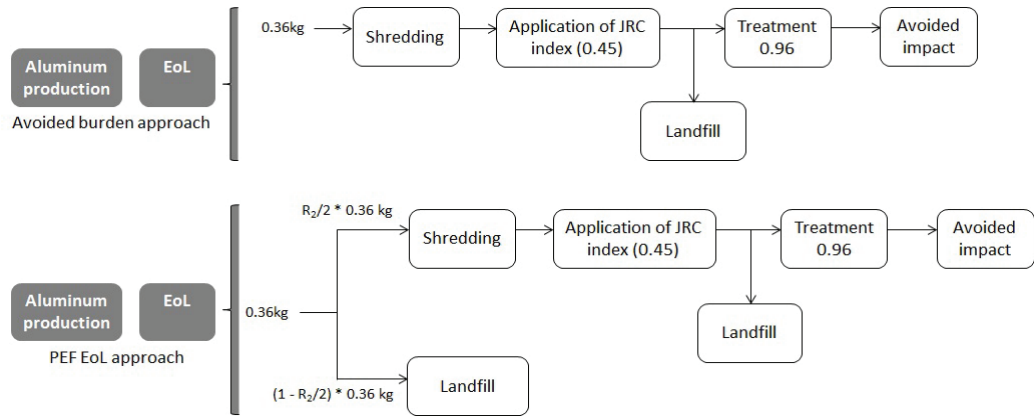 0.36kg
Shredding
Application of JRC
index (0.45)
Treatment
0.96
Avoided
impact
Aluminum
production
EoL
Avoided burden approach
Landfill
R₂/2 * 0.36 kg
Shredding
Application of JRC
index (0.45)
Treatment
0.96
Avoided
impact
Aluminum
production
EoL
0.36kg
PEF EoL approach
Landfill
(1 - R₂/2) * 0.36 kg
Landfill